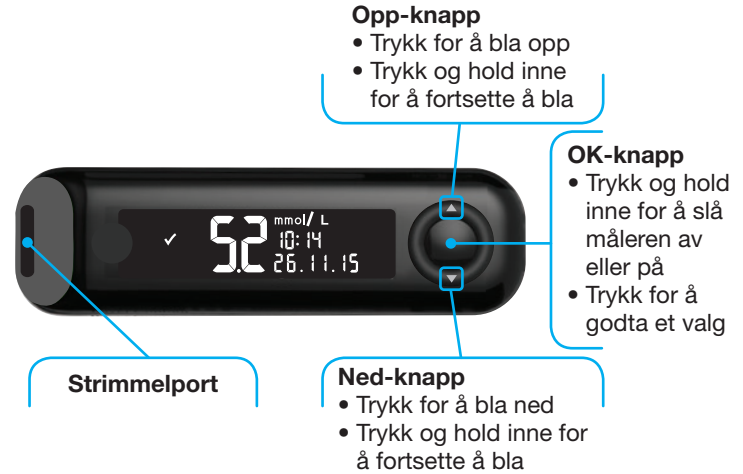 Opp-knapp
• Trykk for å bla opp
• Trykk og hold inne
for å fortsette å bla
OK-knapp
• Trykk og hold
inne for å slå
måleren av
eller på
• Trykk for å
godta et valg
✓ 5.2 mmol/L
10:14
26.11.15
Strimmelport
Ned-knapp
• Trykk for å bla ned
• Trykk og hold inne for
å fortsette å bla